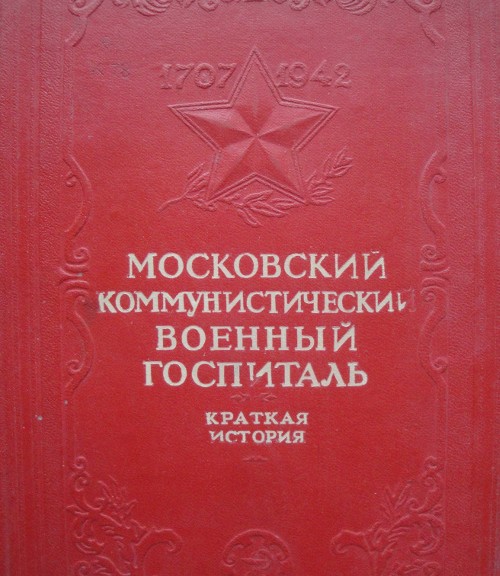 1707 1942
МОСКОВСКИЙ
КОММУНИСТИЧЕСКИЙ
ВОЕННЫЙ
ГОСПИТАЛЬ
КРАТКАЯ
ИСТОРИЯ